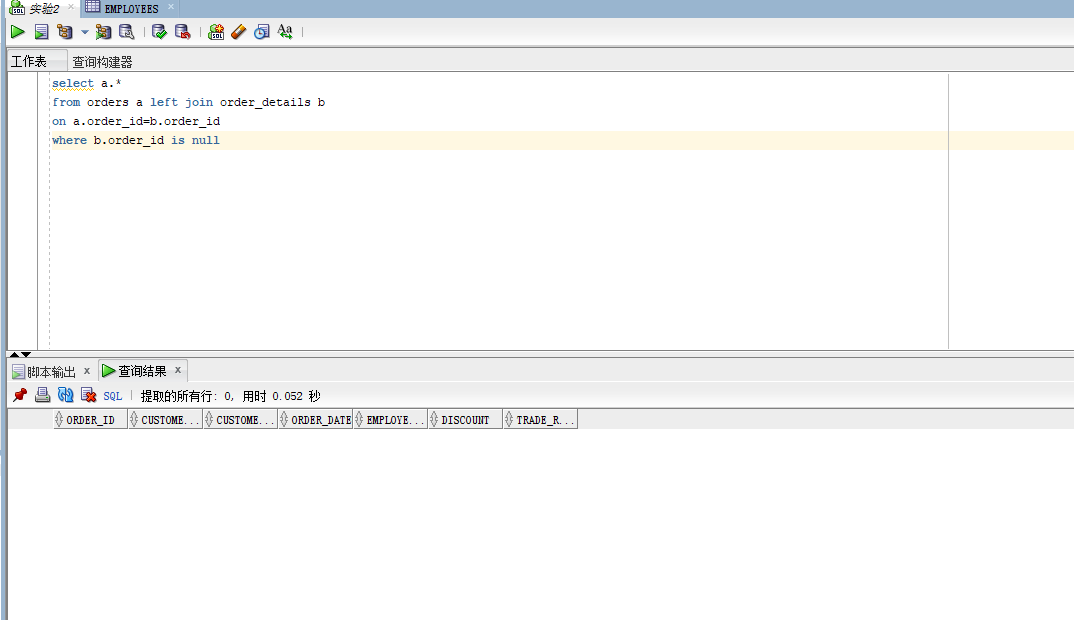 实验2 EMPLOYEES
工作表 查询构建器
select a.*
from orders a left join order_details b
on a.order_id=b.order_id
where b.order_id is null
脚本输出 x 查询结果 x
SQL 提取的所有行: 0, 用时 0.052 秒
ORDER_ID CUSTOME... CUSTOME... ORDER_DATE EMPLOYE... DISCOUNT TRADE_R...